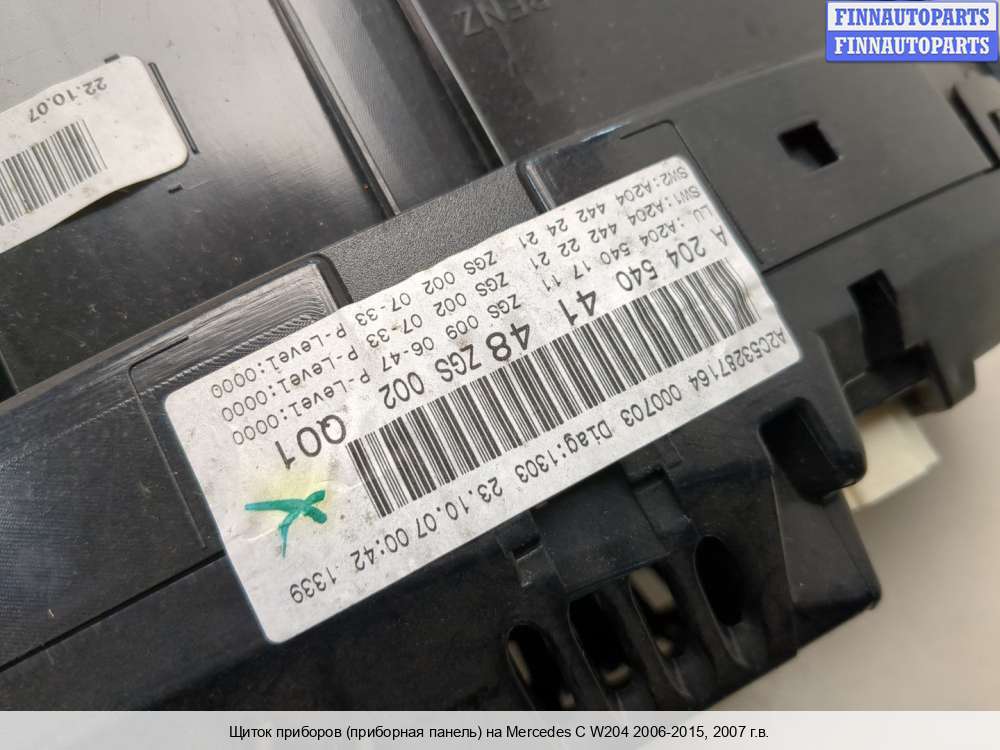 FINNAUTOPARTS
FINNAUTOPARTS
BENZ
22.10.07
A2C53287164 000703 Diag:1303 23.10.07 00:42 1339
A 204 540 41 48 ZGS 002 Q01
LU :A204 540 17 11 ZGS 009 06-47 P-Level:0000
SW1:A204 442 22 21 ZGS 002 07-33 P-Level:0000
SW2:A204 442 24 21 ZGS 002 07-33 P-Level:0000
Щиток приборов (приборная панель) на Mercedes C W204 2006-2015, 2007 г.в.